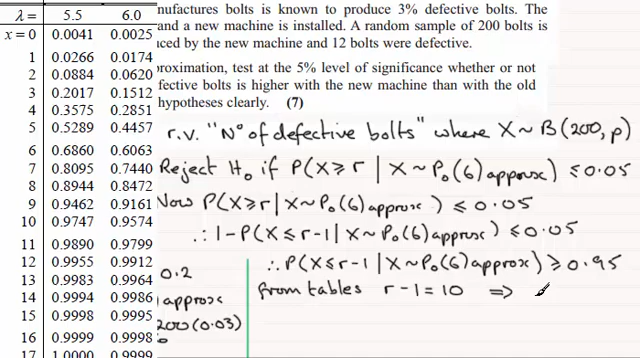 λ = 5.5 6.0
x = 0 0.0041 0.0025
1 0.0266 0.0174
2 0.0884 0.0620
3 0.2017 0.1512
4 0.3575 0.2851
5 0.5289 0.4457
6 0.6860 0.6063
7 0.8095 0.7440
8 0.8944 0.8472
9 0.9462 0.9161
10 0.9747 0.9574
11 0.9890 0.9799
12 0.9955 0.9912
13 0.9983 0.9964
14 0.9994 0.9986
15 0.9998 0.9995
16 0.9999 0.9998
17 1.0000 0.9999
nufactures bolts is known to produce 3% defective bolts. The
and a new machine is installed. A random sample of 200 bolts is
uced by the new machine and 12 bolts were defective.
proximation, test at the 5% level of significance whether or not
fective bolts is higher with the new machine than with the old
hypotheses clearly. (7)
r.v. "Nº of defective bolts" where X ~ B(200, p)
Reject H₀ if P(X ≥ r | X ~ P₀(6) approx) ≤ 0.05
Now P(X ≥ r | X ~ P₀(6) approx) ≤ 0.05
∴ 1 - P(X ≤ r-1 | X ~ P₀(6) approx) ≤ 0.05
∴ P(X ≤ r-1 | X ~ P₀(6) approx) ≥ 0.95
from tables r - 1 = 10 ⇒
0.2
approx
200(0.03)